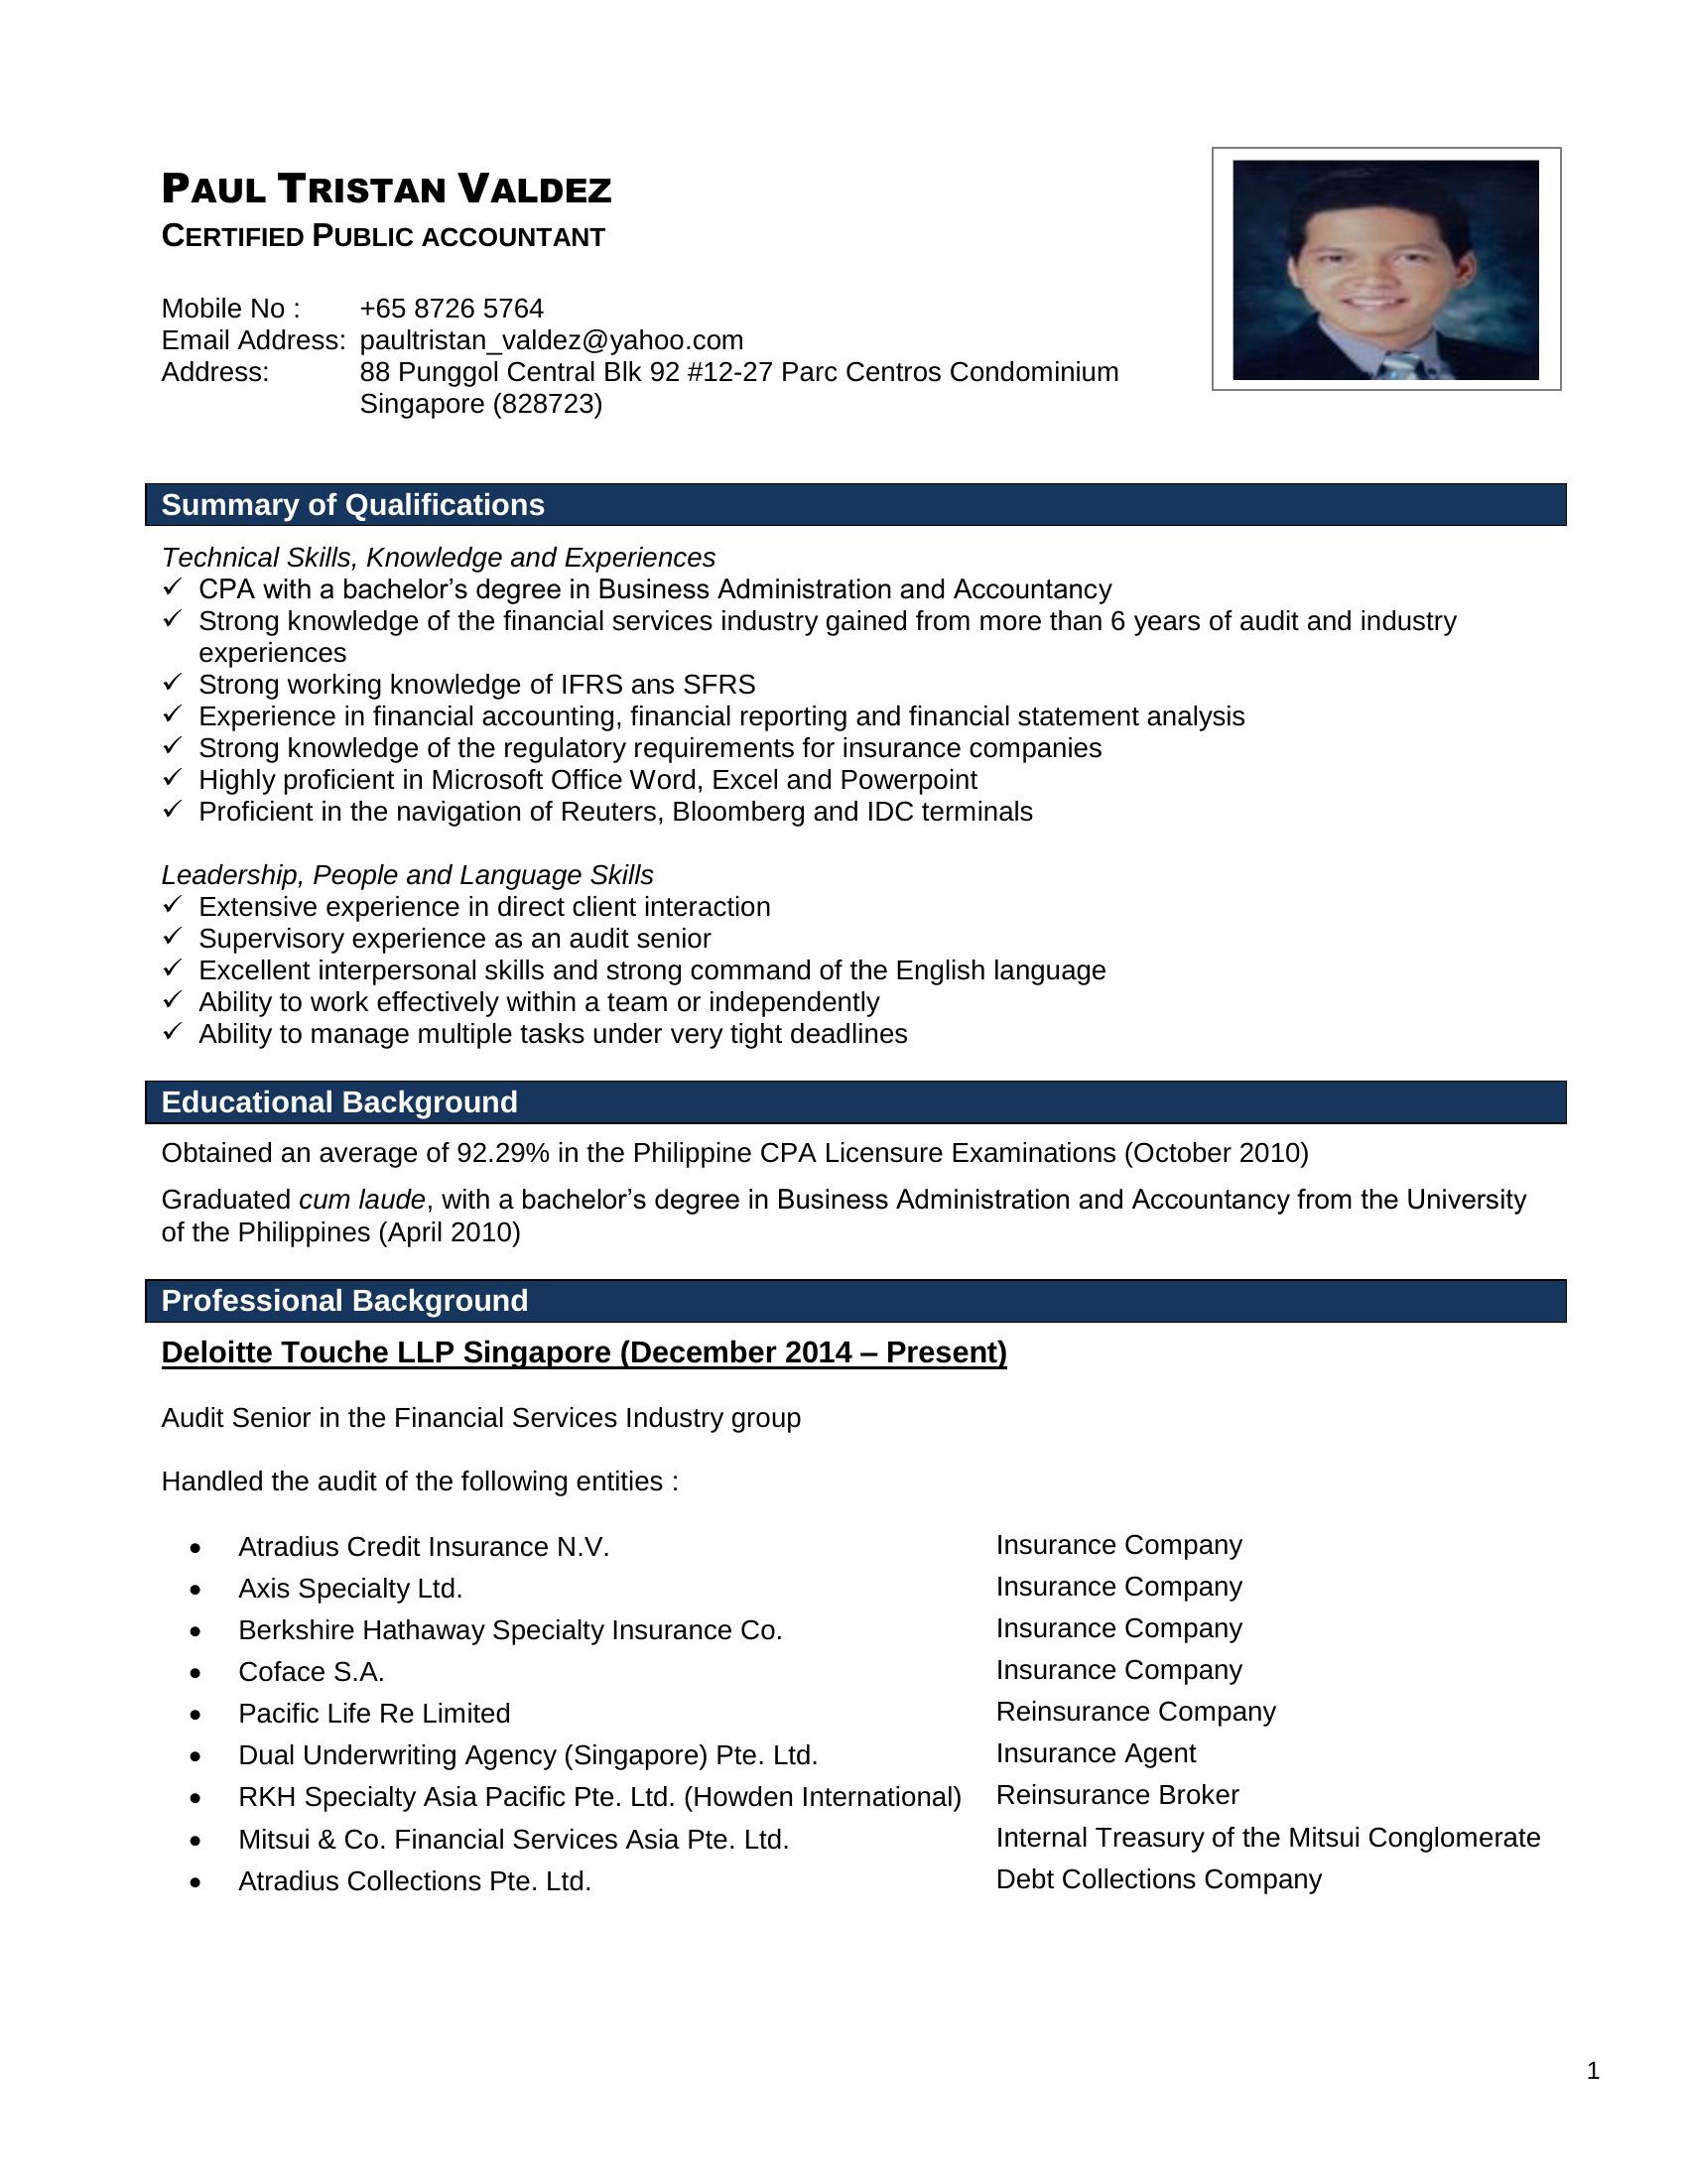 PAUL TRISTAN VALDEZ
CERTIFIED PUBLIC ACCOUNTANT
Mobile No : +65 8726 5764
Email Address: paultristan_valdez@yahoo.com
Address: 88 Punggol Central Blk 92 #12-27 Parc Centros Condominium
Singapore (828723)
Summary of Qualifications
Technical Skills, Knowledge and Experiences
✓ CPA with a bachelor’s degree in Business Administration and Accountancy
✓ Strong knowledge of the financial services industry gained from more than 6 years of audit and industry
experiences
✓ Strong working knowledge of IFRS ans SFRS
✓ Experience in financial accounting, financial reporting and financial statement analysis
✓ Strong knowledge of the regulatory requirements for insurance companies
✓ Highly proficient in Microsoft Office Word, Excel and Powerpoint
✓ Proficient in the navigation of Reuters, Bloomberg and IDC terminals
Leadership, People and Language Skills
✓ Extensive experience in direct client interaction
✓ Supervisory experience as an audit senior
✓ Excellent interpersonal skills and strong command of the English language
✓ Ability to work effectively within a team or independently
✓ Ability to manage multiple tasks under very tight deadlines
Educational Background
Obtained an average of 92.29% in the Philippine CPA Licensure Examinations (October 2010)
Graduated cum laude, with a bachelor’s degree in Business Administration and Accountancy from the University
of the Philippines (April 2010)
Professional Background
Deloitte Touche LLP Singapore (December 2014 – Present)
Audit Senior in the Financial Services Industry group
Handled the audit of the following entities :
• Atradius Credit Insurance N.V. Insurance Company
• Axis Specialty Ltd. Insurance Company
• Berkshire Hathaway Specialty Insurance Co. Insurance Company
• Coface S.A. Insurance Company
• Pacific Life Re Limited Reinsurance Company
• Dual Underwriting Agency (Singapore) Pte. Ltd. Insurance Agent
• RKH Specialty Asia Pacific Pte. Ltd. (Howden International) Reinsurance Broker
• Mitsui & Co. Financial Services Asia Pte. Ltd. Internal Treasury of the Mitsui Conglomerate
• Atradius Collections Pte. Ltd. Debt Collections Company
1